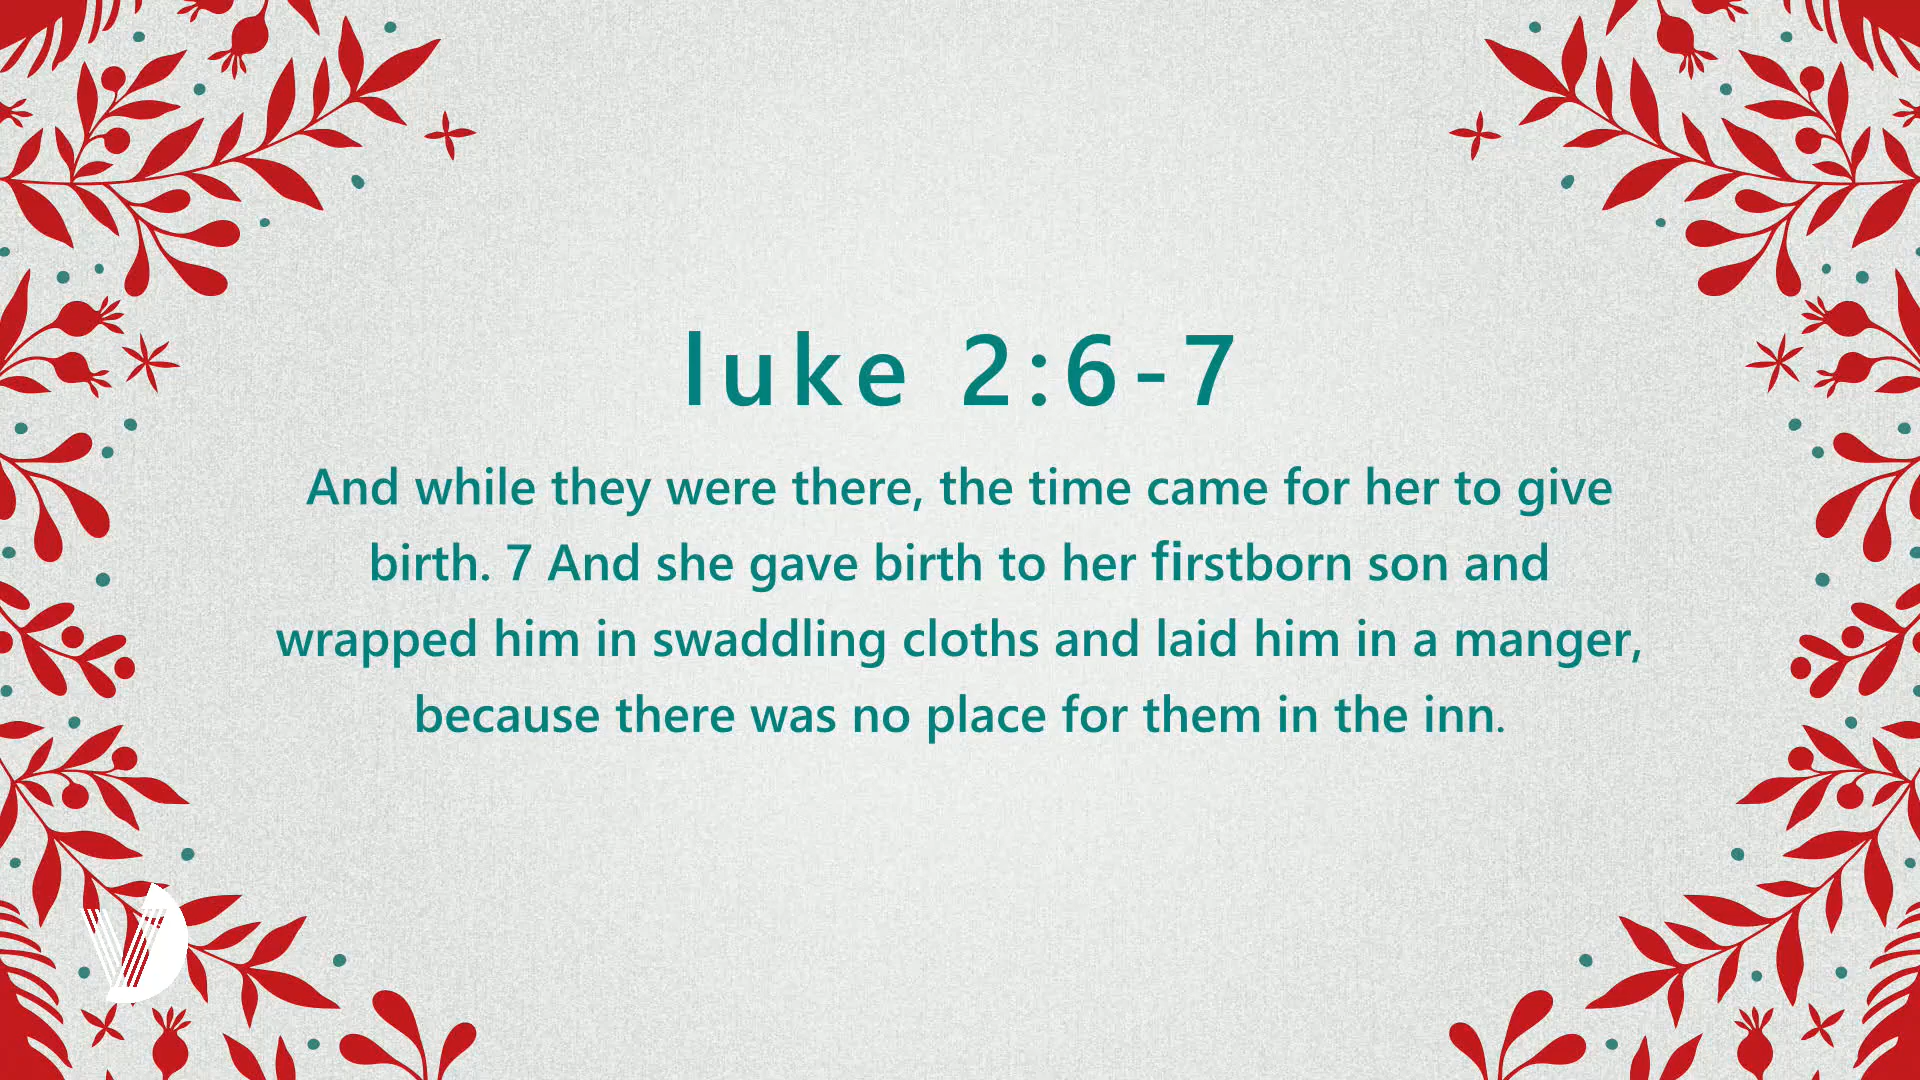 luke 2:6-7
And while they were there, the time came for her to give
birth. 7 And she gave birth to her firstborn son and
wrapped him in swaddling cloths and laid him in a manger,
because there was no place for them in the inn.